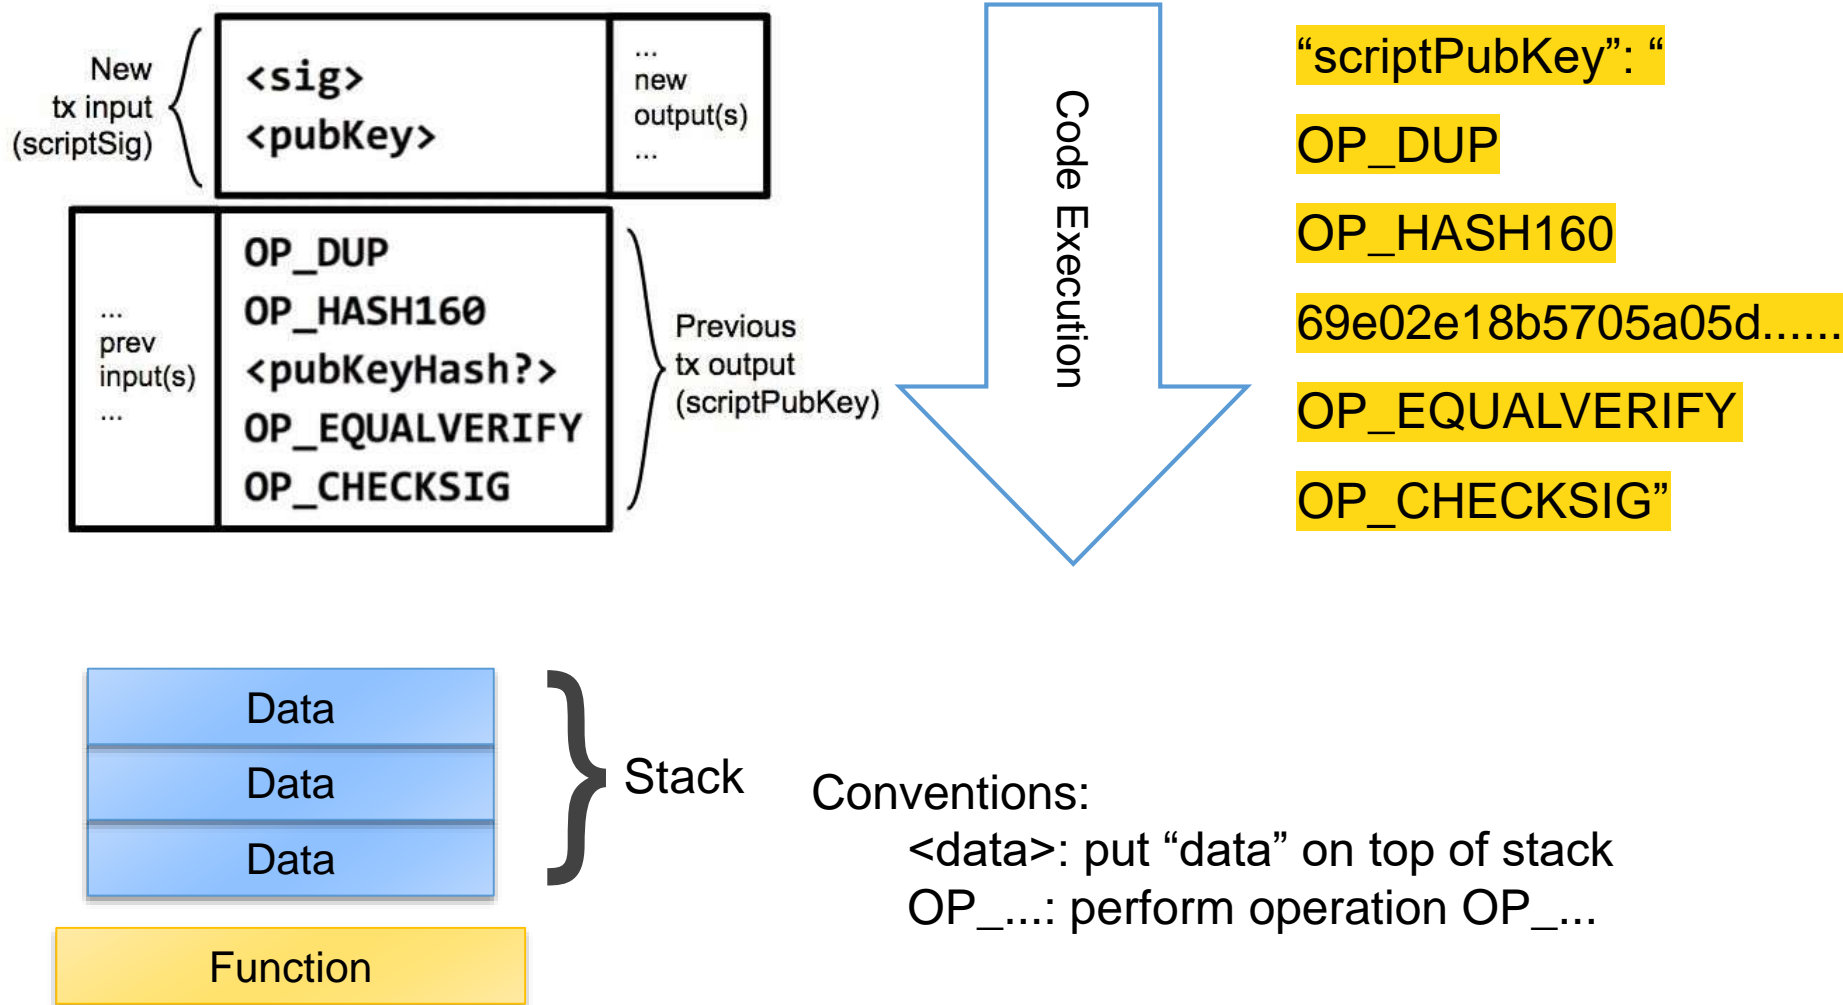 New
tx input
(scriptSig)
<sig>
<pubKey>
...
new
output(s)
...
...
prev
input(s)
...
OP_DUP
OP_HASH160
<pubKeyHash?>
OP_EQUALVERIFY
OP_CHECKSIG
Previous
tx output
(scriptPubKey)
Code Execution
“scriptPubKey”: “
OP_DUP
OP_HASH160
69e02e18b5705a05d......
OP_EQUALVERIFY
OP_CHECKSIG”
Data
Data
Data
Stack
Function
Conventions:
<data>: put “data” on top of stack
OP_...: perform operation OP_...